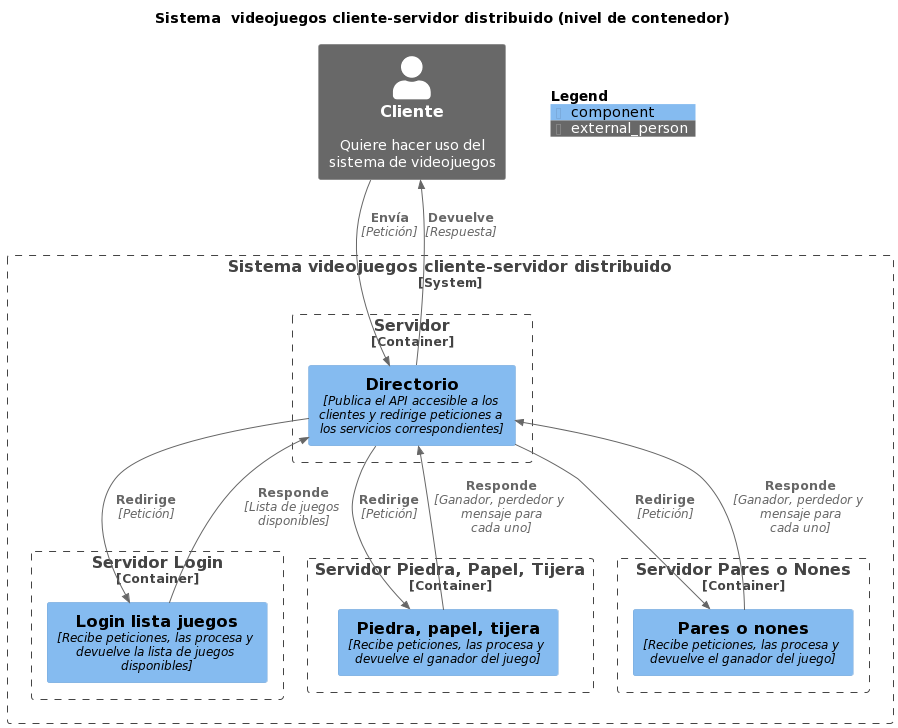 Sistema  videojuegos cliente-servidor distribuido (nivel de contenedor)
Cliente
Quiere hacer uso del
sistema de videojuegos
Legend
component
external_person
Envía
[Petición]
Devuelve
[Respuesta]
Sistema videojuegos cliente-servidor distribuido
[System]
Servidor
[Container]
Directorio
[Publica el API accesible a los
clientes y redirige peticiones a
los servicios correspondientes]
Redirige
[Petición]
Responde
[Lista de juegos
disponibles]
Redirige
[Petición]
Responde
[Ganador, perdedor y
mensaje para
cada uno]
Redirige
[Petición]
Responde
[Ganador, perdedor y
mensaje para
cada uno]
Servidor Login
[Container]
Login lista juegos
[Recibe peticiones, las procesa y
devuelve la lista de juegos
disponibles]
Servidor Piedra, Papel, Tijera
[Container]
Piedra, papel, tijera
[Recibe peticiones, las procesa y
devuelve el ganador del juego]
Servidor Pares o Nones
[Container]
Pares o nones
[Recibe peticiones, las procesa y
devuelve el ganador del juego]